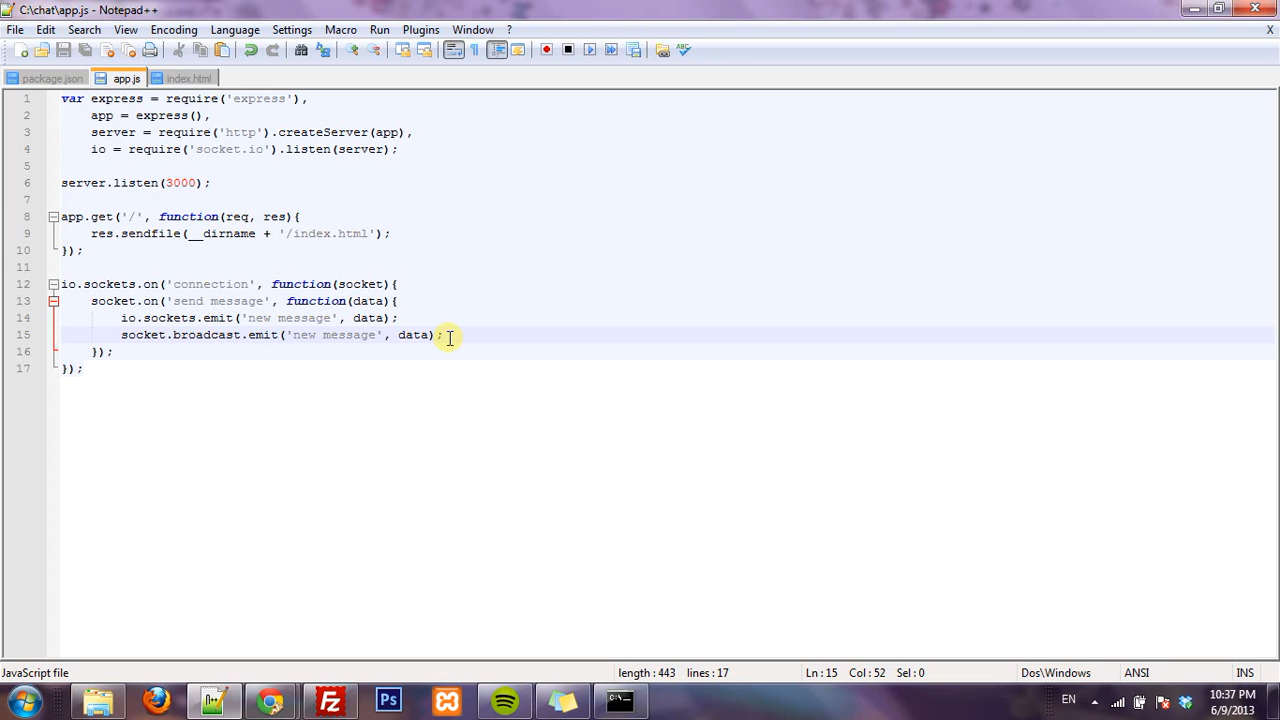 C:\chat\app.js - Notepad++
File Edit Search View Encoding Language Settings Macro Run Plugins Window ? X
package.json app.js index.html
1 var express = require('express'),
2     app = express(),
3     server = require('http').createServer(app),
4     io = require('socket.io').listen(server);
5
6 server.listen(3000);
7
8 app.get('/', function(req, res){
9     res.sendfile(__dirname + '/index.html');
10 });
11
12 io.sockets.on('connection', function(socket){
13     socket.on('send message', function(data){
14         io.sockets.emit('new message', data);
15         socket.broadcast.emit('new message', data);
16     });
17 });
JavaScript file length : 443 lines : 17 Ln : 15 Col : 52 Sel : 0 Dos\Windows ANSI INS
EN 10:37 PM
6/9/2013